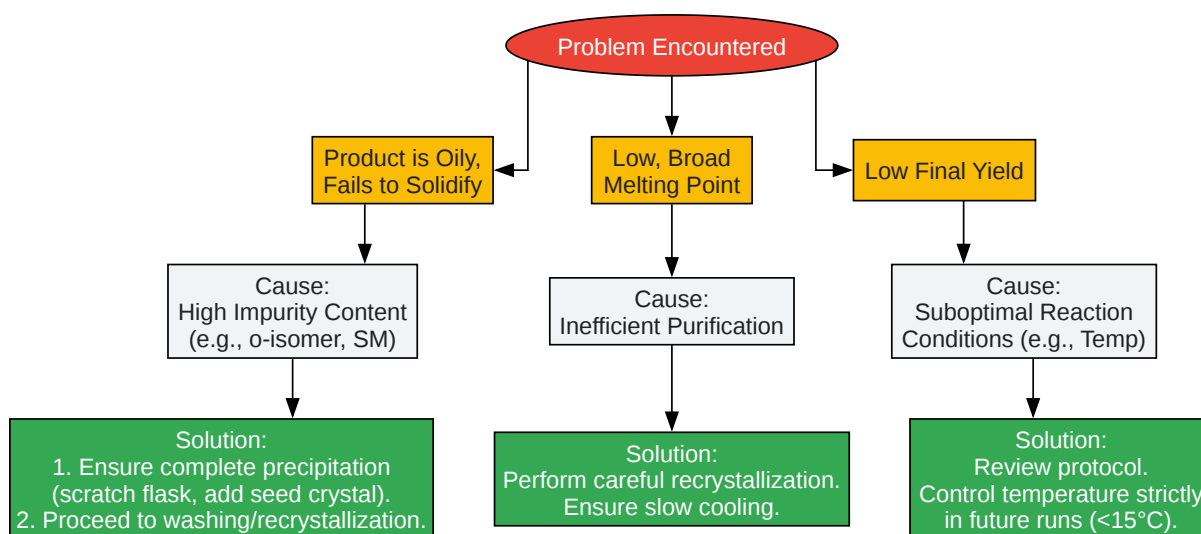 Problem Encountered
Product is Oily,
Fails to Solidify
Low, Broad
Melting Point
Low Final Yield
Cause:
High Impurity Content
(e.g., o-isomer, SM)
Cause:
Inefficient Purification
Cause:
Suboptimal Reaction
Conditions (e.g., Temp)
Solution:
1. Ensure complete precipitation
(scratch flask, add seed crystal).
2. Proceed to washing/recrystallization.
Solution:
Perform careful recrystallization.
Ensure slow cooling.
Solution:
Review protocol.
Control temperature strictly
in future runs (<15°C).